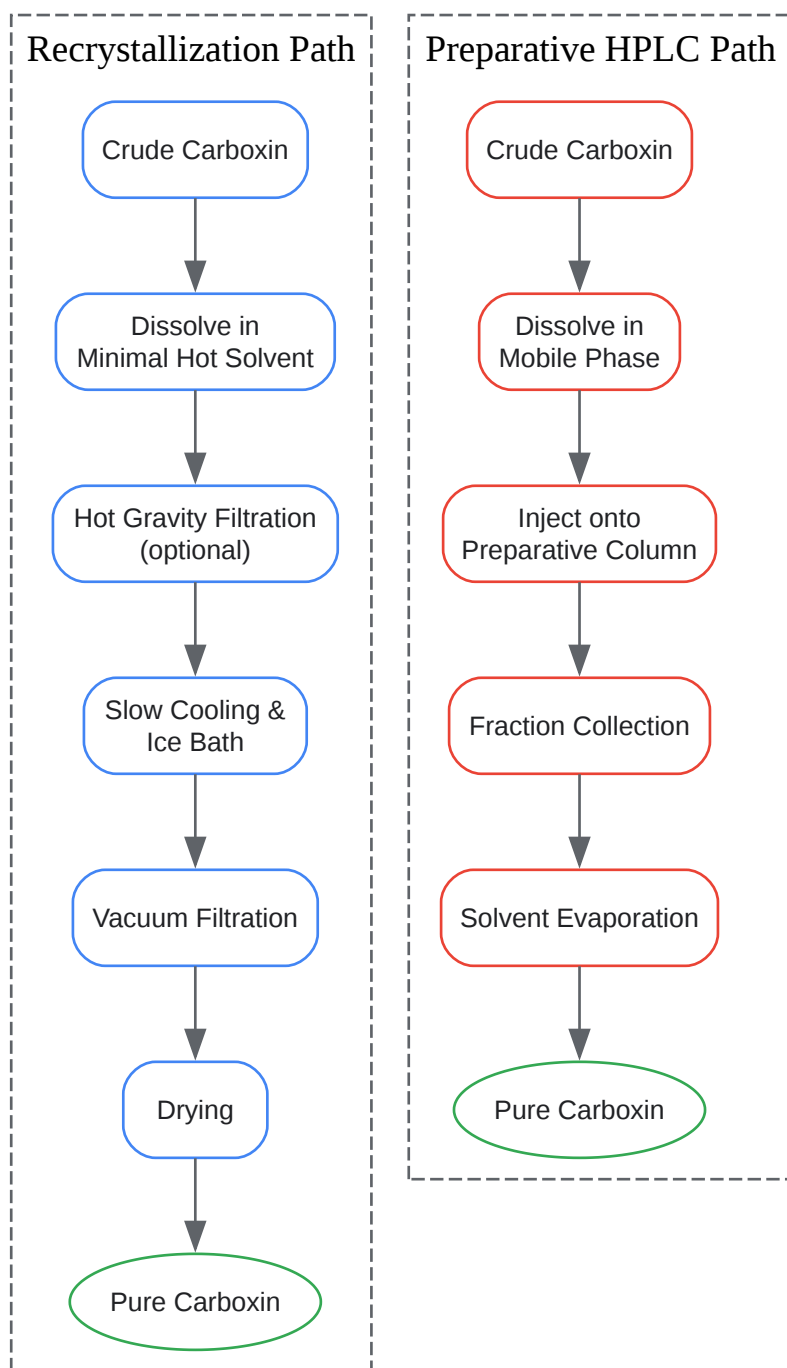 Recrystallization Path
Crude Carboxin
Dissolve in
Minimal Hot Solvent
Hot Gravity Filtration
(optional)
Slow Cooling &
Ice Bath
Vacuum Filtration
Drying
Pure Carboxin
Preparative HPLC Path
Crude Carboxin
Dissolve in
Mobile Phase
Inject onto
Preparative Column
Fraction Collection
Solvent Evaporation
Pure Carboxin